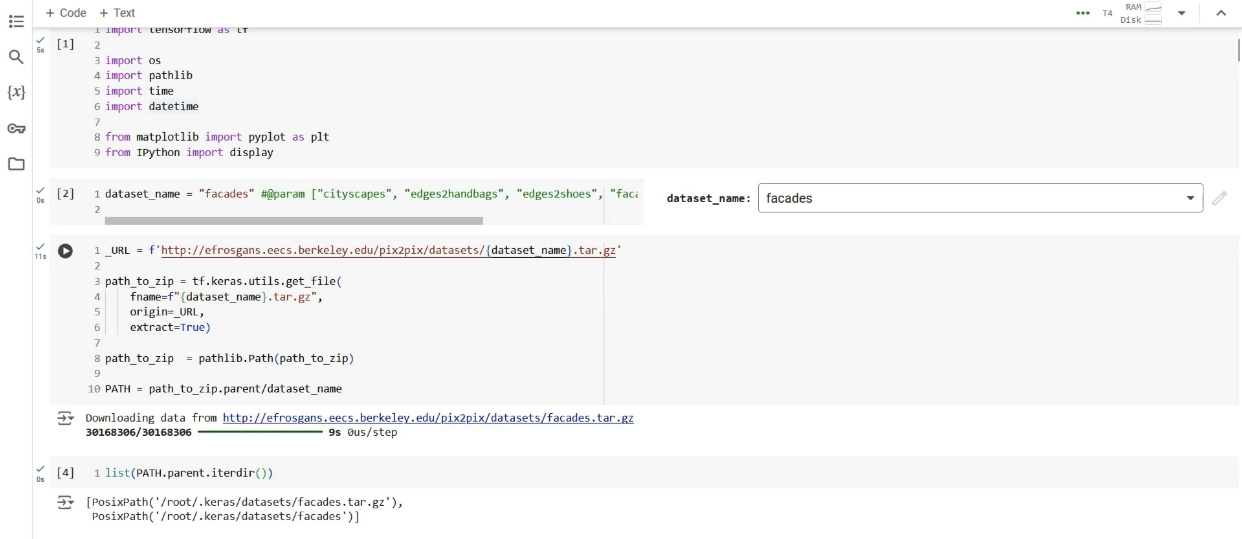 + Code + Text
T4 RAM Disk
1 import tensorflow as tf
[1] 2
5s
3 import os
4 import pathlib
5 import time
6 import datetime
7
8 from matplotlib import pyplot as plt
9 from IPython import display
{x}
[2] 1 dataset_name = "facades" #@param ["cityscapes", "edges2handbags", "edges2shoes", "faca
0s
2
dataset_name: facades
11s
1 _URL = f'http://efrosgans.eecs.berkeley.edu/pix2pix/datasets/{dataset_name}.tar.gz'
2
3 path_to_zip = tf.keras.utils.get_file(
4 fname=f"{dataset_name}.tar.gz",
5 origin=_URL,
6 extract=True)
7
8 path_to_zip  = pathlib.Path(path_to_zip)
9
10 PATH = path_to_zip.parent/dataset_name
Downloading data from http://efrosgans.eecs.berkeley.edu/pix2pix/datasets/facades.tar.gz
30168306/30168306 9s 0us/step
[4] 1 list(PATH.parent.iterdir())
0s
[PosixPath('/root/.keras/datasets/facades.tar.gz'),
PosixPath('/root/.keras/datasets/facades')]